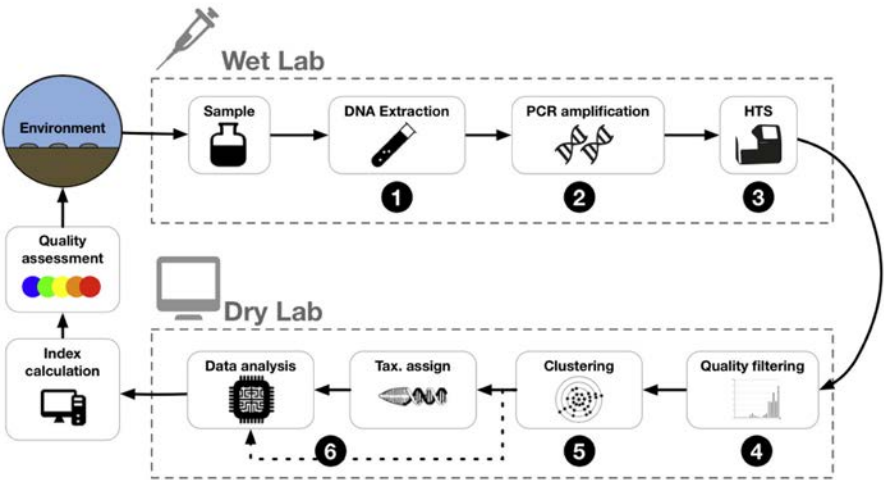 Wet Lab
Environment
Sample
DNA Extraction
PCR amplification
HTS
1
2
3
Quality
assessment
Dry Lab
Index
calculation
Data analysis
Tax. assign
Clustering
Quality filtering
6
5
4